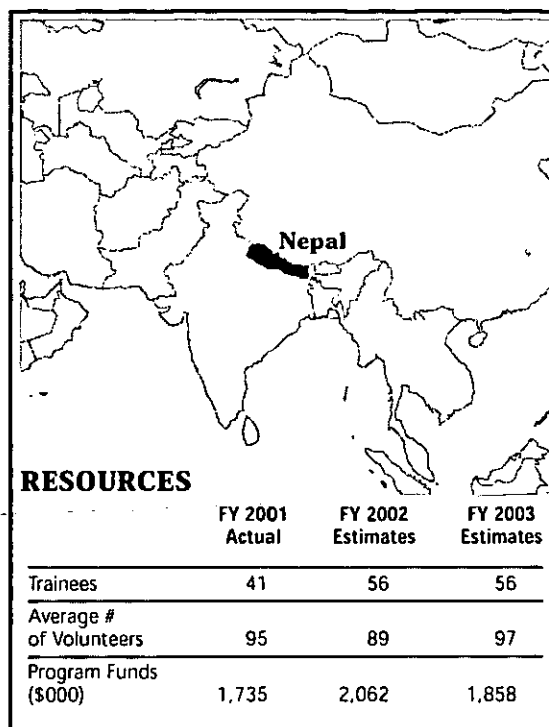 Nepal
RESOURCES
FY 2001 FY 2002 FY 2003
Actual Estimates Estimates
Trainees 41 56 56
Average #
of Volunteers 95 89 97
Program Funds
($000) 1,735 2,062 1,858